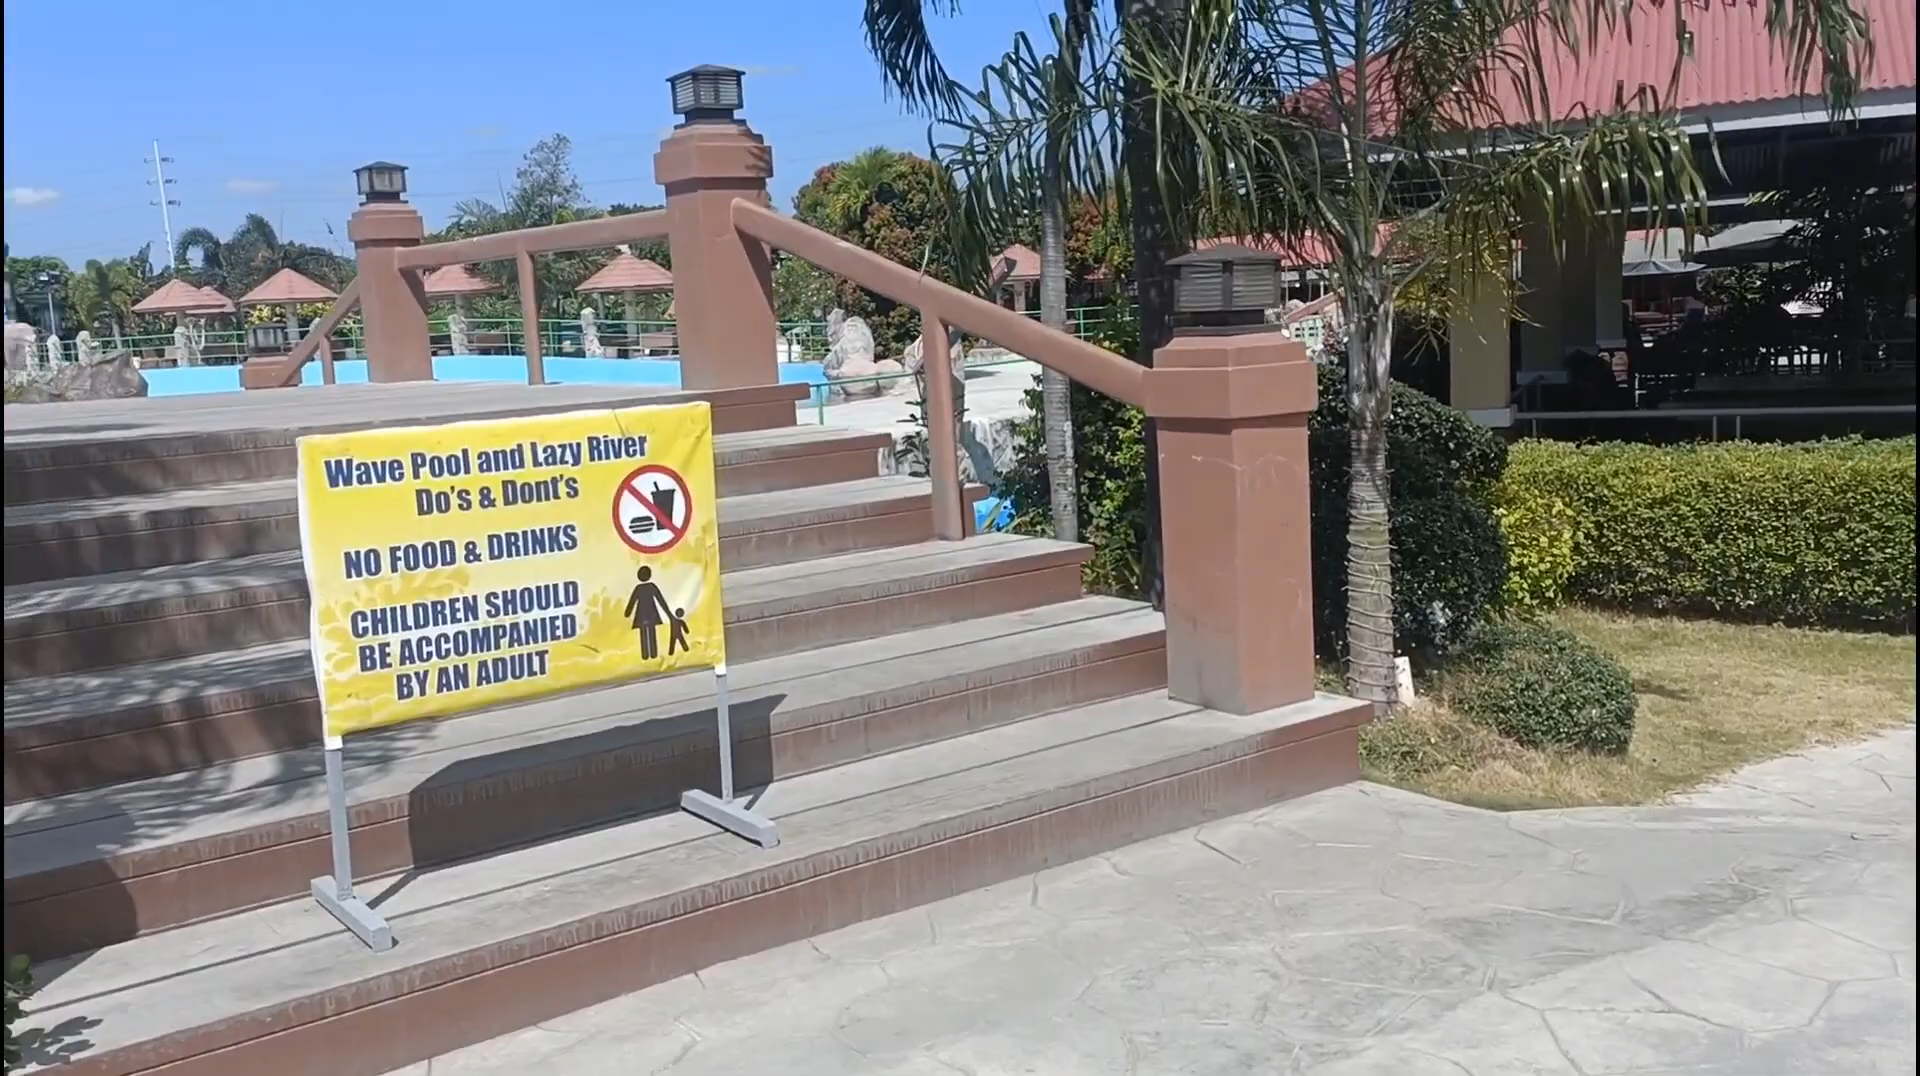 Wave Pool and Lazy River
Do's & Dont's
NO FOOD & DRINKS
CHILDREN SHOULD
BE ACCOMPANIED
BY AN ADULT